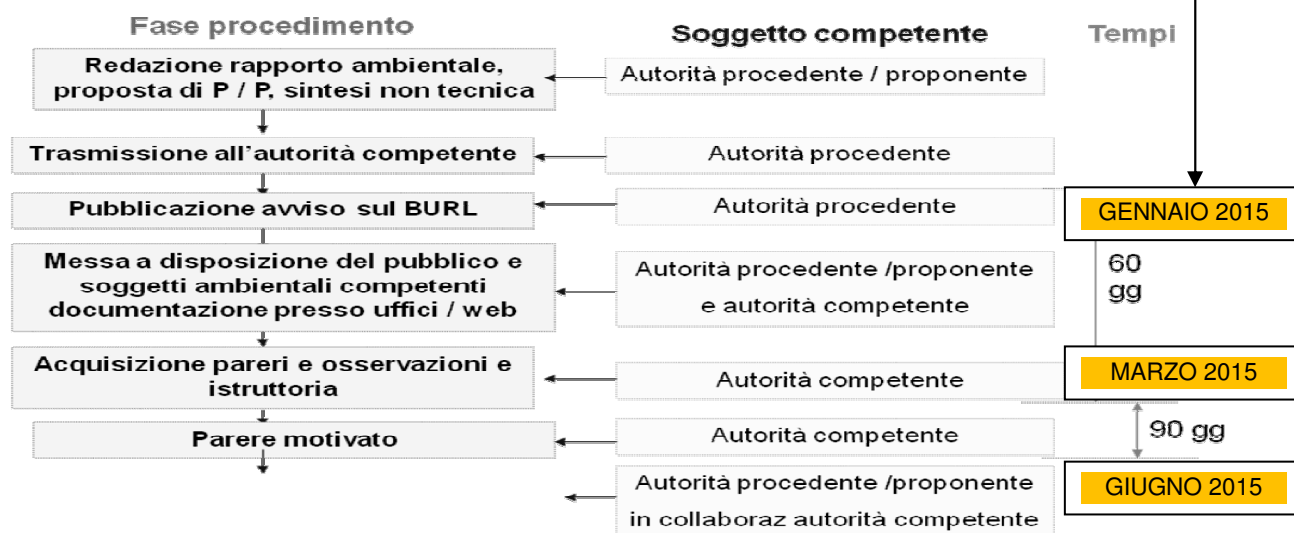 Fase procedimento
Soggetto competente
Tempi
Redazione rapporto ambientale,
proposta di P / P, sintesi non tecnica
Autorità procedente / proponente
Trasmissione all'autorità competente
Autorità procedente
Pubblicazione avviso sul BURL
Autorità procedente
GENNAIO 2015
Messa a disposizione del pubblico e
soggetti ambientali competenti
documentazione presso uffici / web
Autorità procedente /proponente
e autorità competente
60
gg
Acquisizione pareri e osservazioni e
istruttoria
Autorità competente
MARZO 2015
Parere motivato
Autorità competente
90 gg
Autorità procedente /proponente
in collaboraz autorità competente
GIUGNO 2015